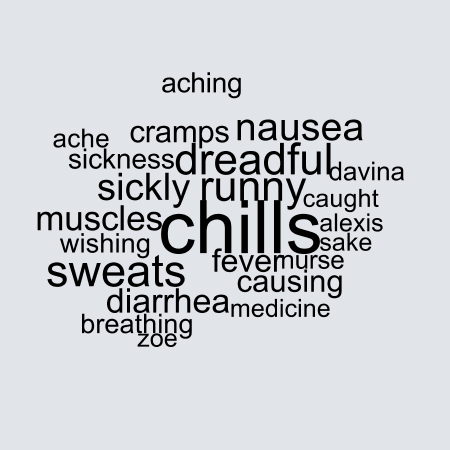 aching
ache cramps nausea
sickness dreadful davina
sickly runny caught
muscles chills alexis
wishing sake
sweats fever nurse
causing
diarrhea medicine
breathing
zoe